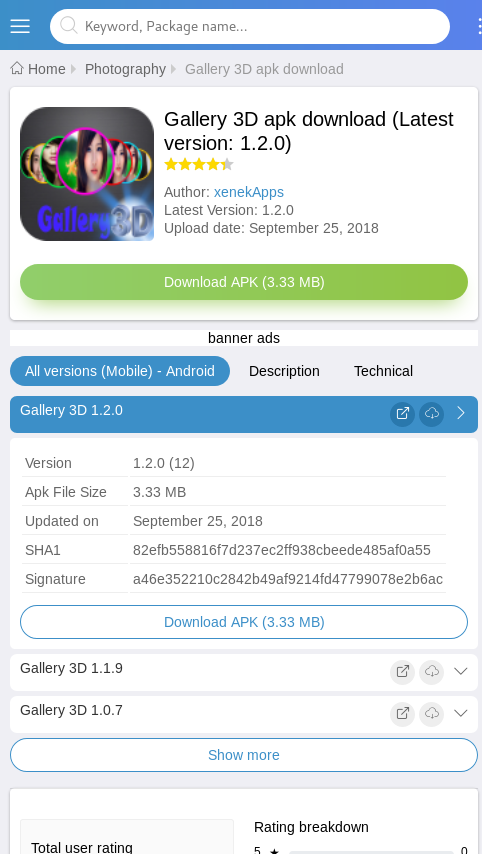 Keyword, Package name...
Home Photography Gallery 3D apk download
Gallery3D
Gallery 3D apk download (Latest
version: 1.2.0)
Author: xenekApps
Latest Version: 1.2.0
Upload date: September 25, 2018
Download APK (3.33 MB)
banner ads
All versions (Mobile) - Android Description Technical
Gallery 3D 1.2.0
Version 1.2.0 (12)
Apk File Size 3.33 MB
Updated on September 25, 2018
SHA1 82efb558816f7d237ec2ff938cbeede485af0a55
Signature a46e352210c2842b49af9214fd47799078e2b6ac
Download APK (3.33 MB)
Gallery 3D 1.1.9
Gallery 3D 1.0.7
Show more
Rating breakdown
Total user rating
5 ★ 0